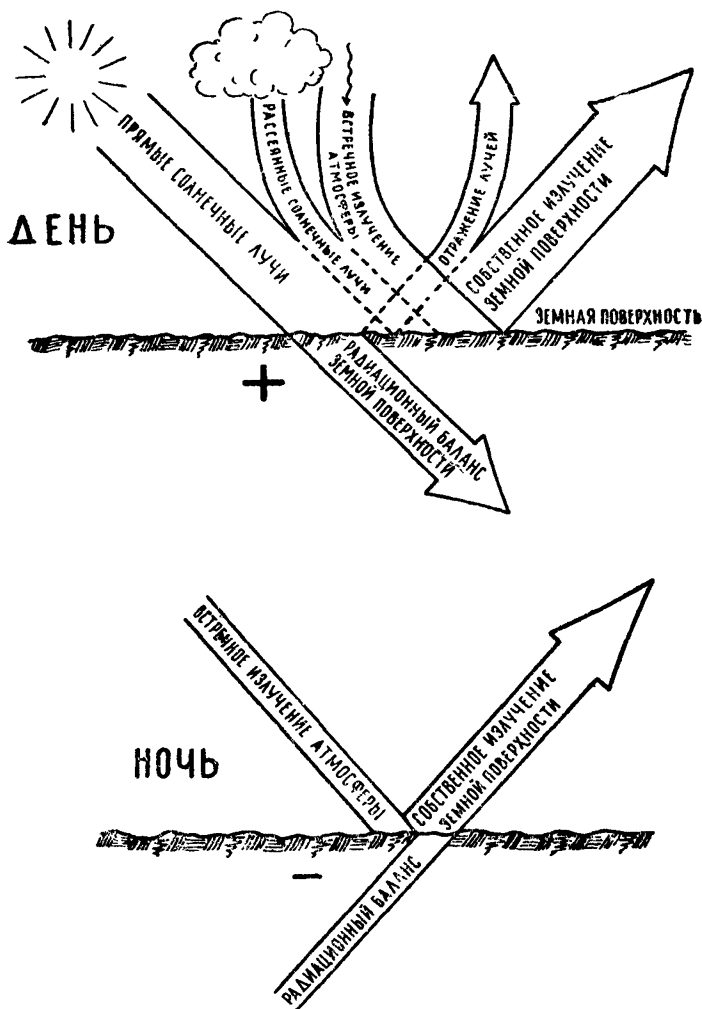 ПРЯМЫЕ СОЛНЕЧНЫЕ ЛУЧИ
РАССЕЯННЫЕ СОЛНЕЧНЫЕ ЛУЧИ
ВСТРЕЧНОЕ ИЗЛУЧЕНИЕ
АТМОСФЕРЫ
ОТРАЖЕНИЕ ЛУЧЕЙ
СОБСТВЕННОЕ ИЗЛУЧЕНИЕ
ЗЕМНОЙ ПОВЕРХНОСТИ
ДЕНЬ
ЗЕМНАЯ ПОВЕРХНОСТЬ
+
РАДИАЦИОННЫЙ БАЛАНС
ЗЕМНОЙ ПОВЕРХНОСТИ
ВСТРЕЧНОЕ ИЗЛУЧЕНИЕ АТМОСФЕРЫ
СОБСТВЕННОЕ ИЗЛУЧЕНИЕ
ЗЕМНОЙ ПОВЕРХНОСТИ
НОЧЬ
−
РАДИАЦИОННЫЙ БАЛАНС